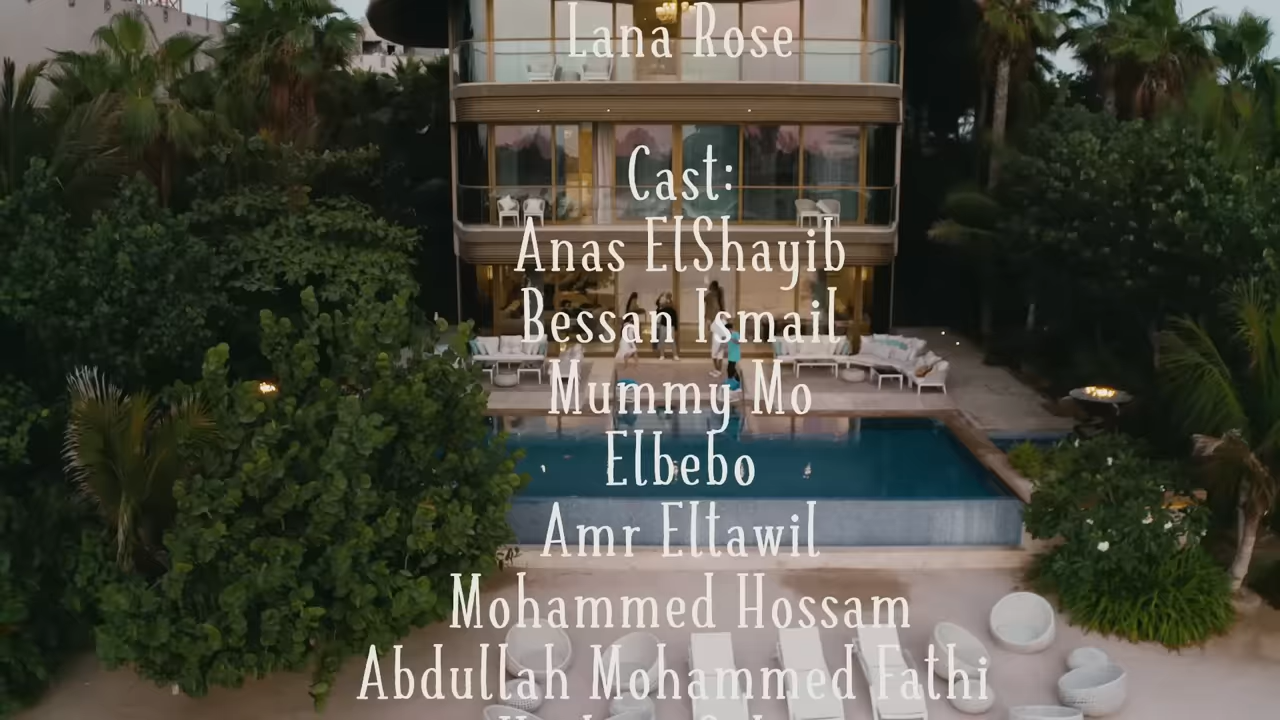 Lana Rose
Cast:
Anas ElShayib
Bessan Ismail
Mummy Mo
Elbebo
Amr Eltawil
Mohammed Hossam
Abdullah Mohammed Fathi